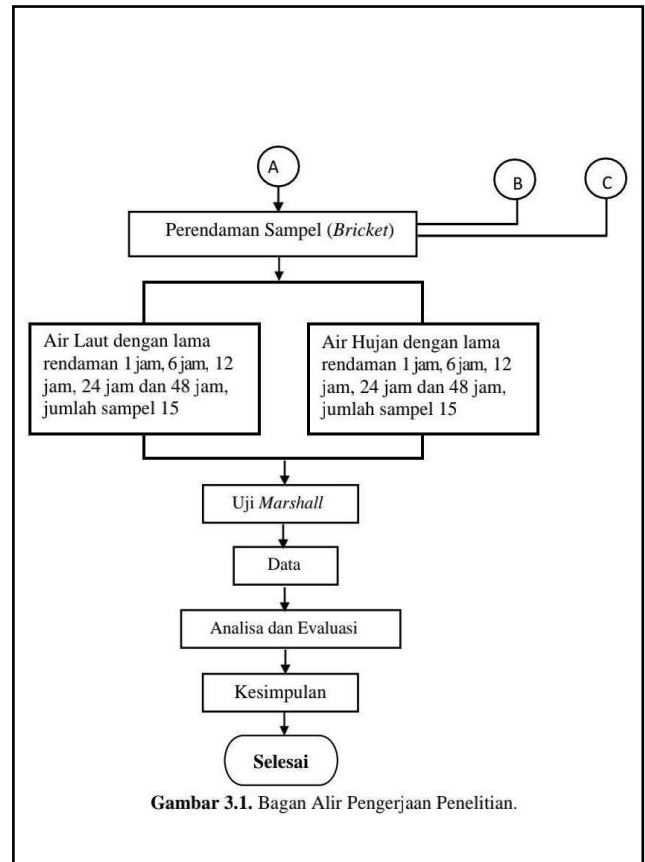 A
B
C
Perendaman Sampel (Bricket)
Air Laut dengan lama
rendaman 1 jam, 6 jam, 12
jam, 24 jam dan 48 jam,
jumlah sampel 15
Air Hujan dengan lama
rendaman 1 jam, 6 jam, 12
jam, 24 jam dan 48 jam,
jumlah sampel 15
Uji Marshall
Data
Analisa dan Evaluasi
Kesimpulan
Selesai
Gambar 3.1. Bagan Alir Pengerjaan Penelitian.